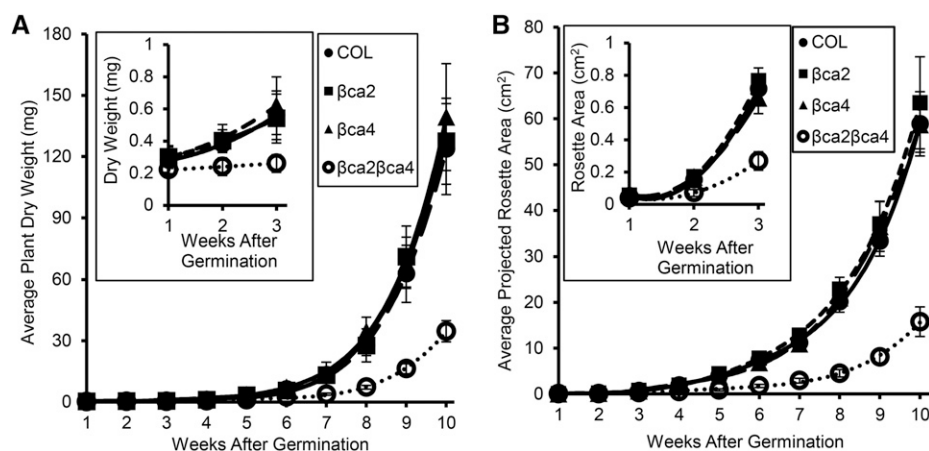 A
Average Plant Dry Weight (mg)
180
150
120
90
60
30
0
1 2 3 4 5 6 7 8 9 10
Weeks After Germination
Dry Weight (mg)
1
0.8
0.6
0.4
0.2
0
1 2 3
Weeks After
Germination
COL
βca2
βca4
βca2βca4
B
Average Projected Rosette Area (cm²)
80
70
60
50
40
30
20
10
0
1 2 3 4 5 6 7 8 9 10
Weeks After Germination
Rosette Area (cm²)
1
0.8
0.6
0.4
0.2
0
1 2 3
Weeks After
Germination
COL
βca2
βca4
βca2βca4